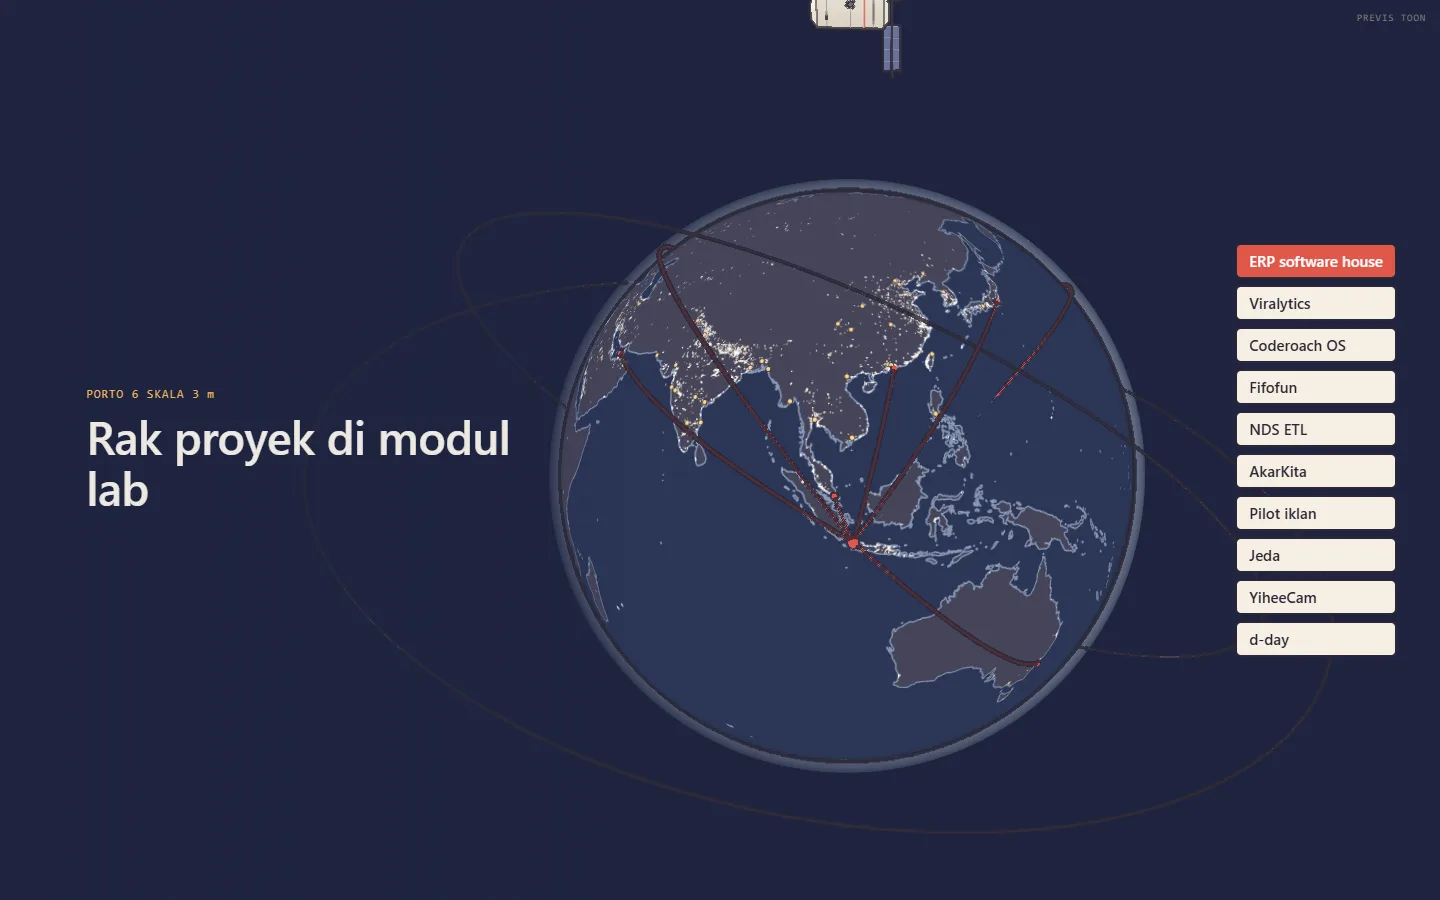 PREVIS TOON
PORTO 6 SKALA 3 m
Rak proyek di modul
lab
ERP software house
Viralytics
Coderoach OS
Fifofun
NDS ETL
AkarKita
Pilot iklan
Jeda
YiheeCam
d-day